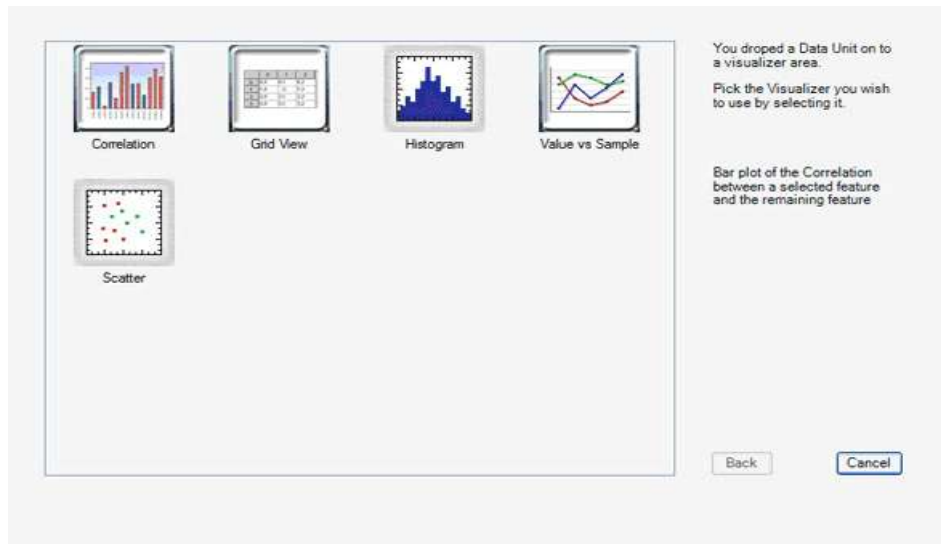 Correlation
Grid View
Histogram
Value vs Sample
Scatter
You droped a Data Unit on to
a visualizer area.
Pick the Visualizer you wish
to use by selecting it.
Bar plot of the Correlation
between a selected feature
and the remaining feature
Back
Cancel